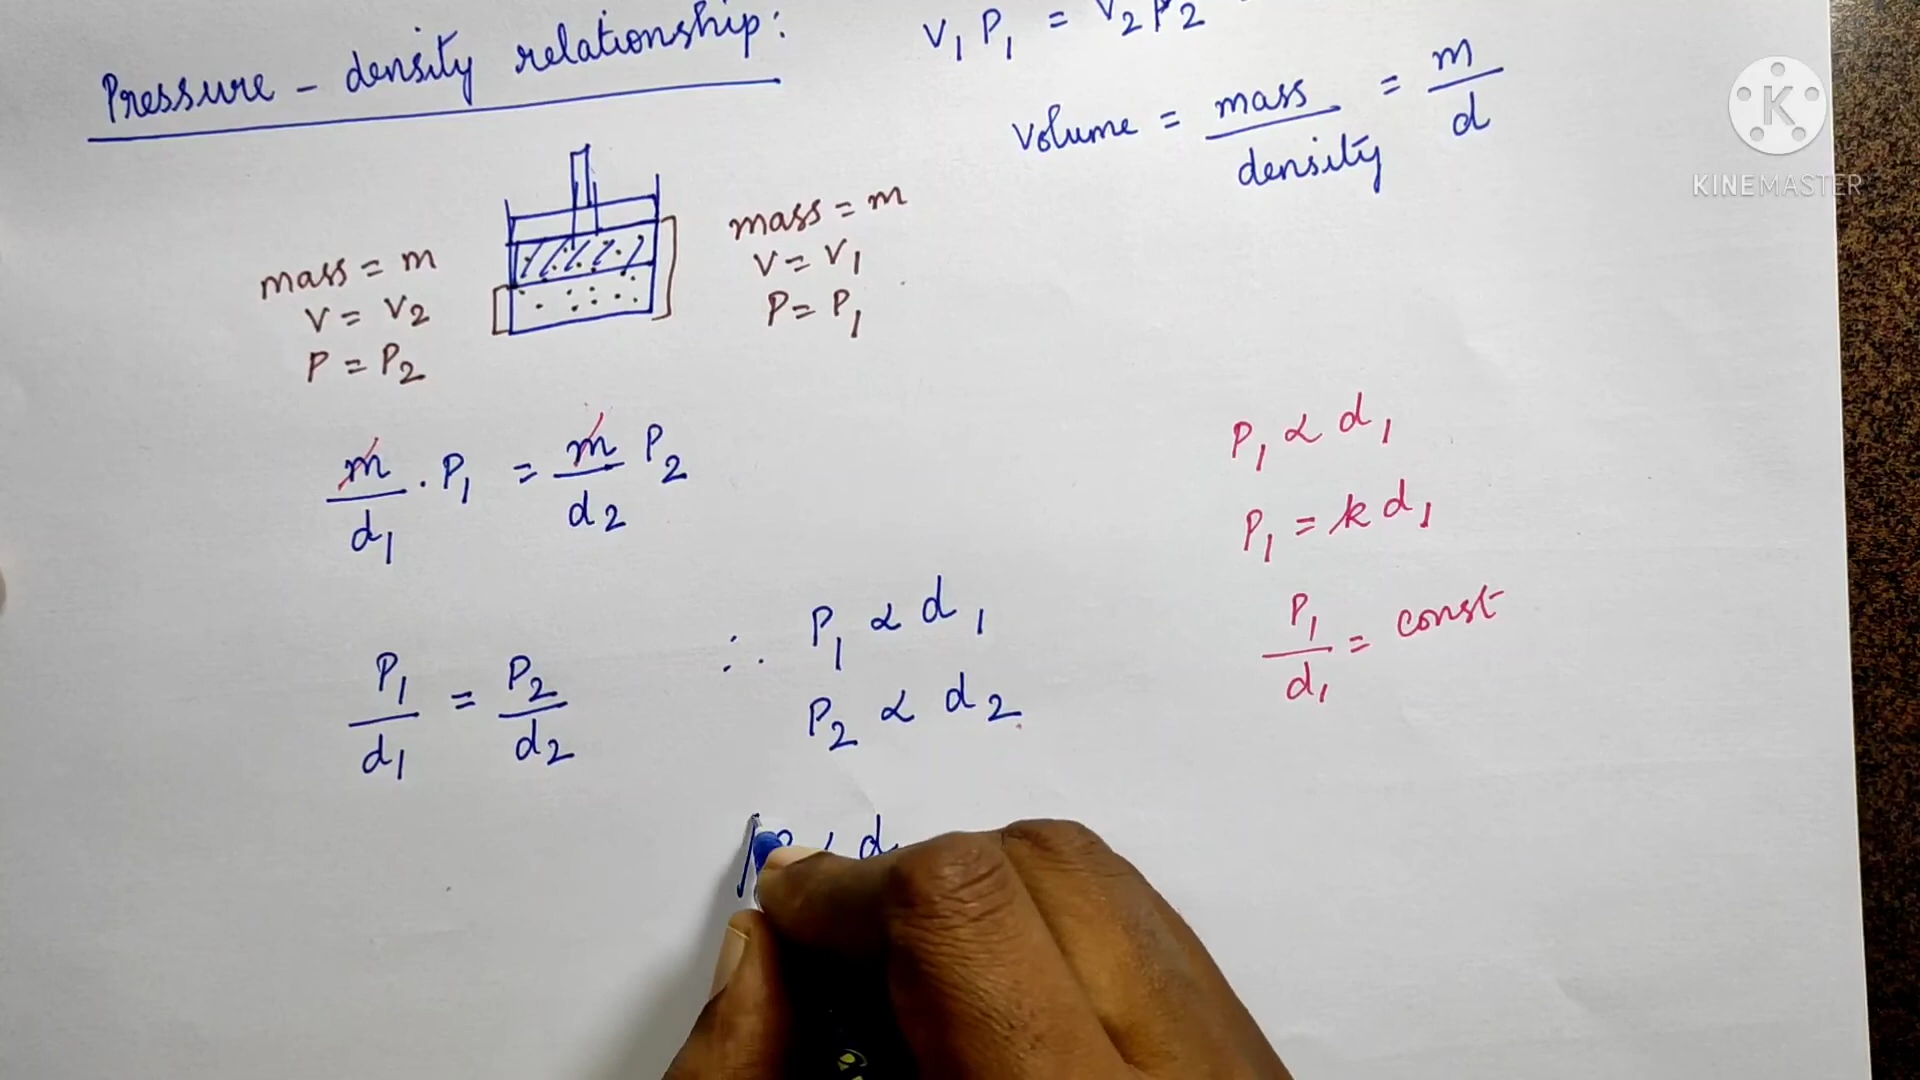 Pressure - density relationship:
V₁ P₁ = V₂ P₂
Volume = mass / density = m / d
K
KINEMASTER
mass = m
V = V₂
P = P₂
mass = m
V = V₁
P = P₁
m / d₁ . P₁ = m / d₂ P₂
P₁ / d₁ = P₂ / d₂
∴ P₁ α d₁
P₂ α d₂
P₁ α d₁
P₁ = k d₁
P₁ / d₁ = const
d